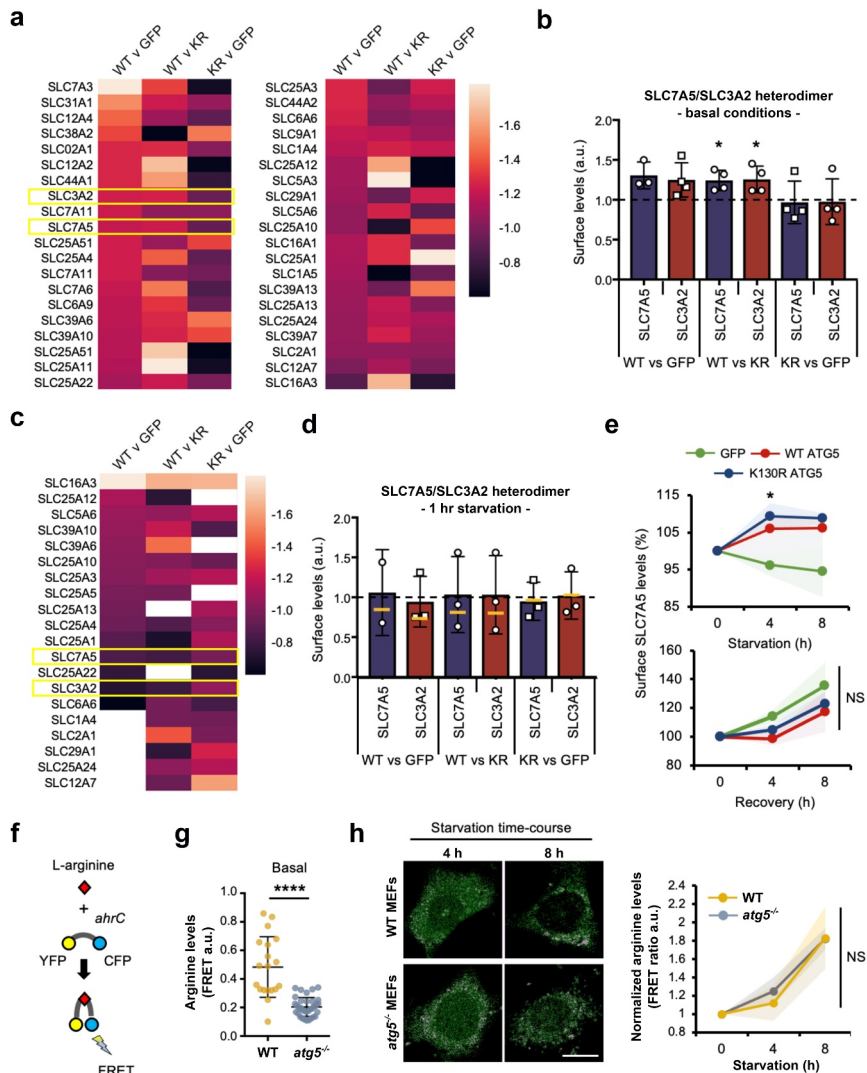 a
WT v GFP
WT v KR
KR v GFP
SLC7A3
SLC31A1
SLC12A4
SLC38A2
SLC02A1
SLC12A2
SLC44A1
SLC3A2
SLC7A11
SLC7A5
SLC25A51
SLC25A4
SLC7A11
SLC7A6
SLC6A9
SLC39A6
SLC39A10
SLC25A51
SLC25A11
SLC25A22
WT v GFP
WT v KR
KR v GFP
SLC25A3
SLC44A2
SLC6A6
SLC9A1
SLC1A4
SLC25A12
SLC5A3
SLC29A1
SLC5A6
SLC25A10
SLC16A1
SLC25A1
SLC1A5
SLC39A13
SLC25A13
SLC25A24
SLC39A7
SLC2A1
SLC12A7
SLC16A3
-1.6
-1.4
-1.2
-1.0
-0.8
b
SLC7A5/SLC3A2 heterodimer
- basal conditions -
Surface levels (a.u.)
2.0
1.5
1.0
0.5
0.0
* *
SLC7A5
SLC3A2
SLC7A5
SLC3A2
SLC7A5
SLC3A2
WT vs GFP
WT vs KR
KR vs GFP
c
WT v GFP
WT v KR
KR v GFP
SLC16A3
SLC25A12
SLC5A6
SLC39A10
SLC39A6
SLC25A10
SLC25A3
SLC25A5
SLC25A13
SLC25A4
SLC25A1
SLC7A5
SLC25A22
SLC3A2
SLC6A6
SLC1A4
SLC2A1
SLC29A1
SLC25A24
SLC12A7
-1.6
-1.4
-1.2
-1.0
-0.8
d
SLC7A5/SLC3A2 heterodimer
- 1 hr starvation -
Surface levels (a.u.)
2.0
1.5
1.0
0.5
0.0
SLC7A5
SLC3A2
SLC7A5
SLC3A2
SLC7A5
SLC3A2
WT vs GFP
WT vs KR
KR vs GFP
e
GFP
WT ATG5
K130R ATG5
Surface SLC7A5 levels (%)
115
105
95
85
*
0 4 8
Starvation (h)
160
140
120
100
80
NS
0 4 8
Recovery (h)
f
L-arginine
+
ahrC
YFP
CFP
FRET
g
Basal
****
Arginine levels
(FRET a.u.)
1.0
0.8
0.6
0.4
0.2
0.0
WT
atg5-/-
h
Starvation time-course
4 h
8 h
WT MEFs
atg5-/- MEFs
WT
atg5-/-
Normalized arginine levels
(FRET ratio a.u.)
2.4
2.2
2
1.8
1.6
1.4
1.2
1
0.8
NS
0 4 8
Starvation (h)